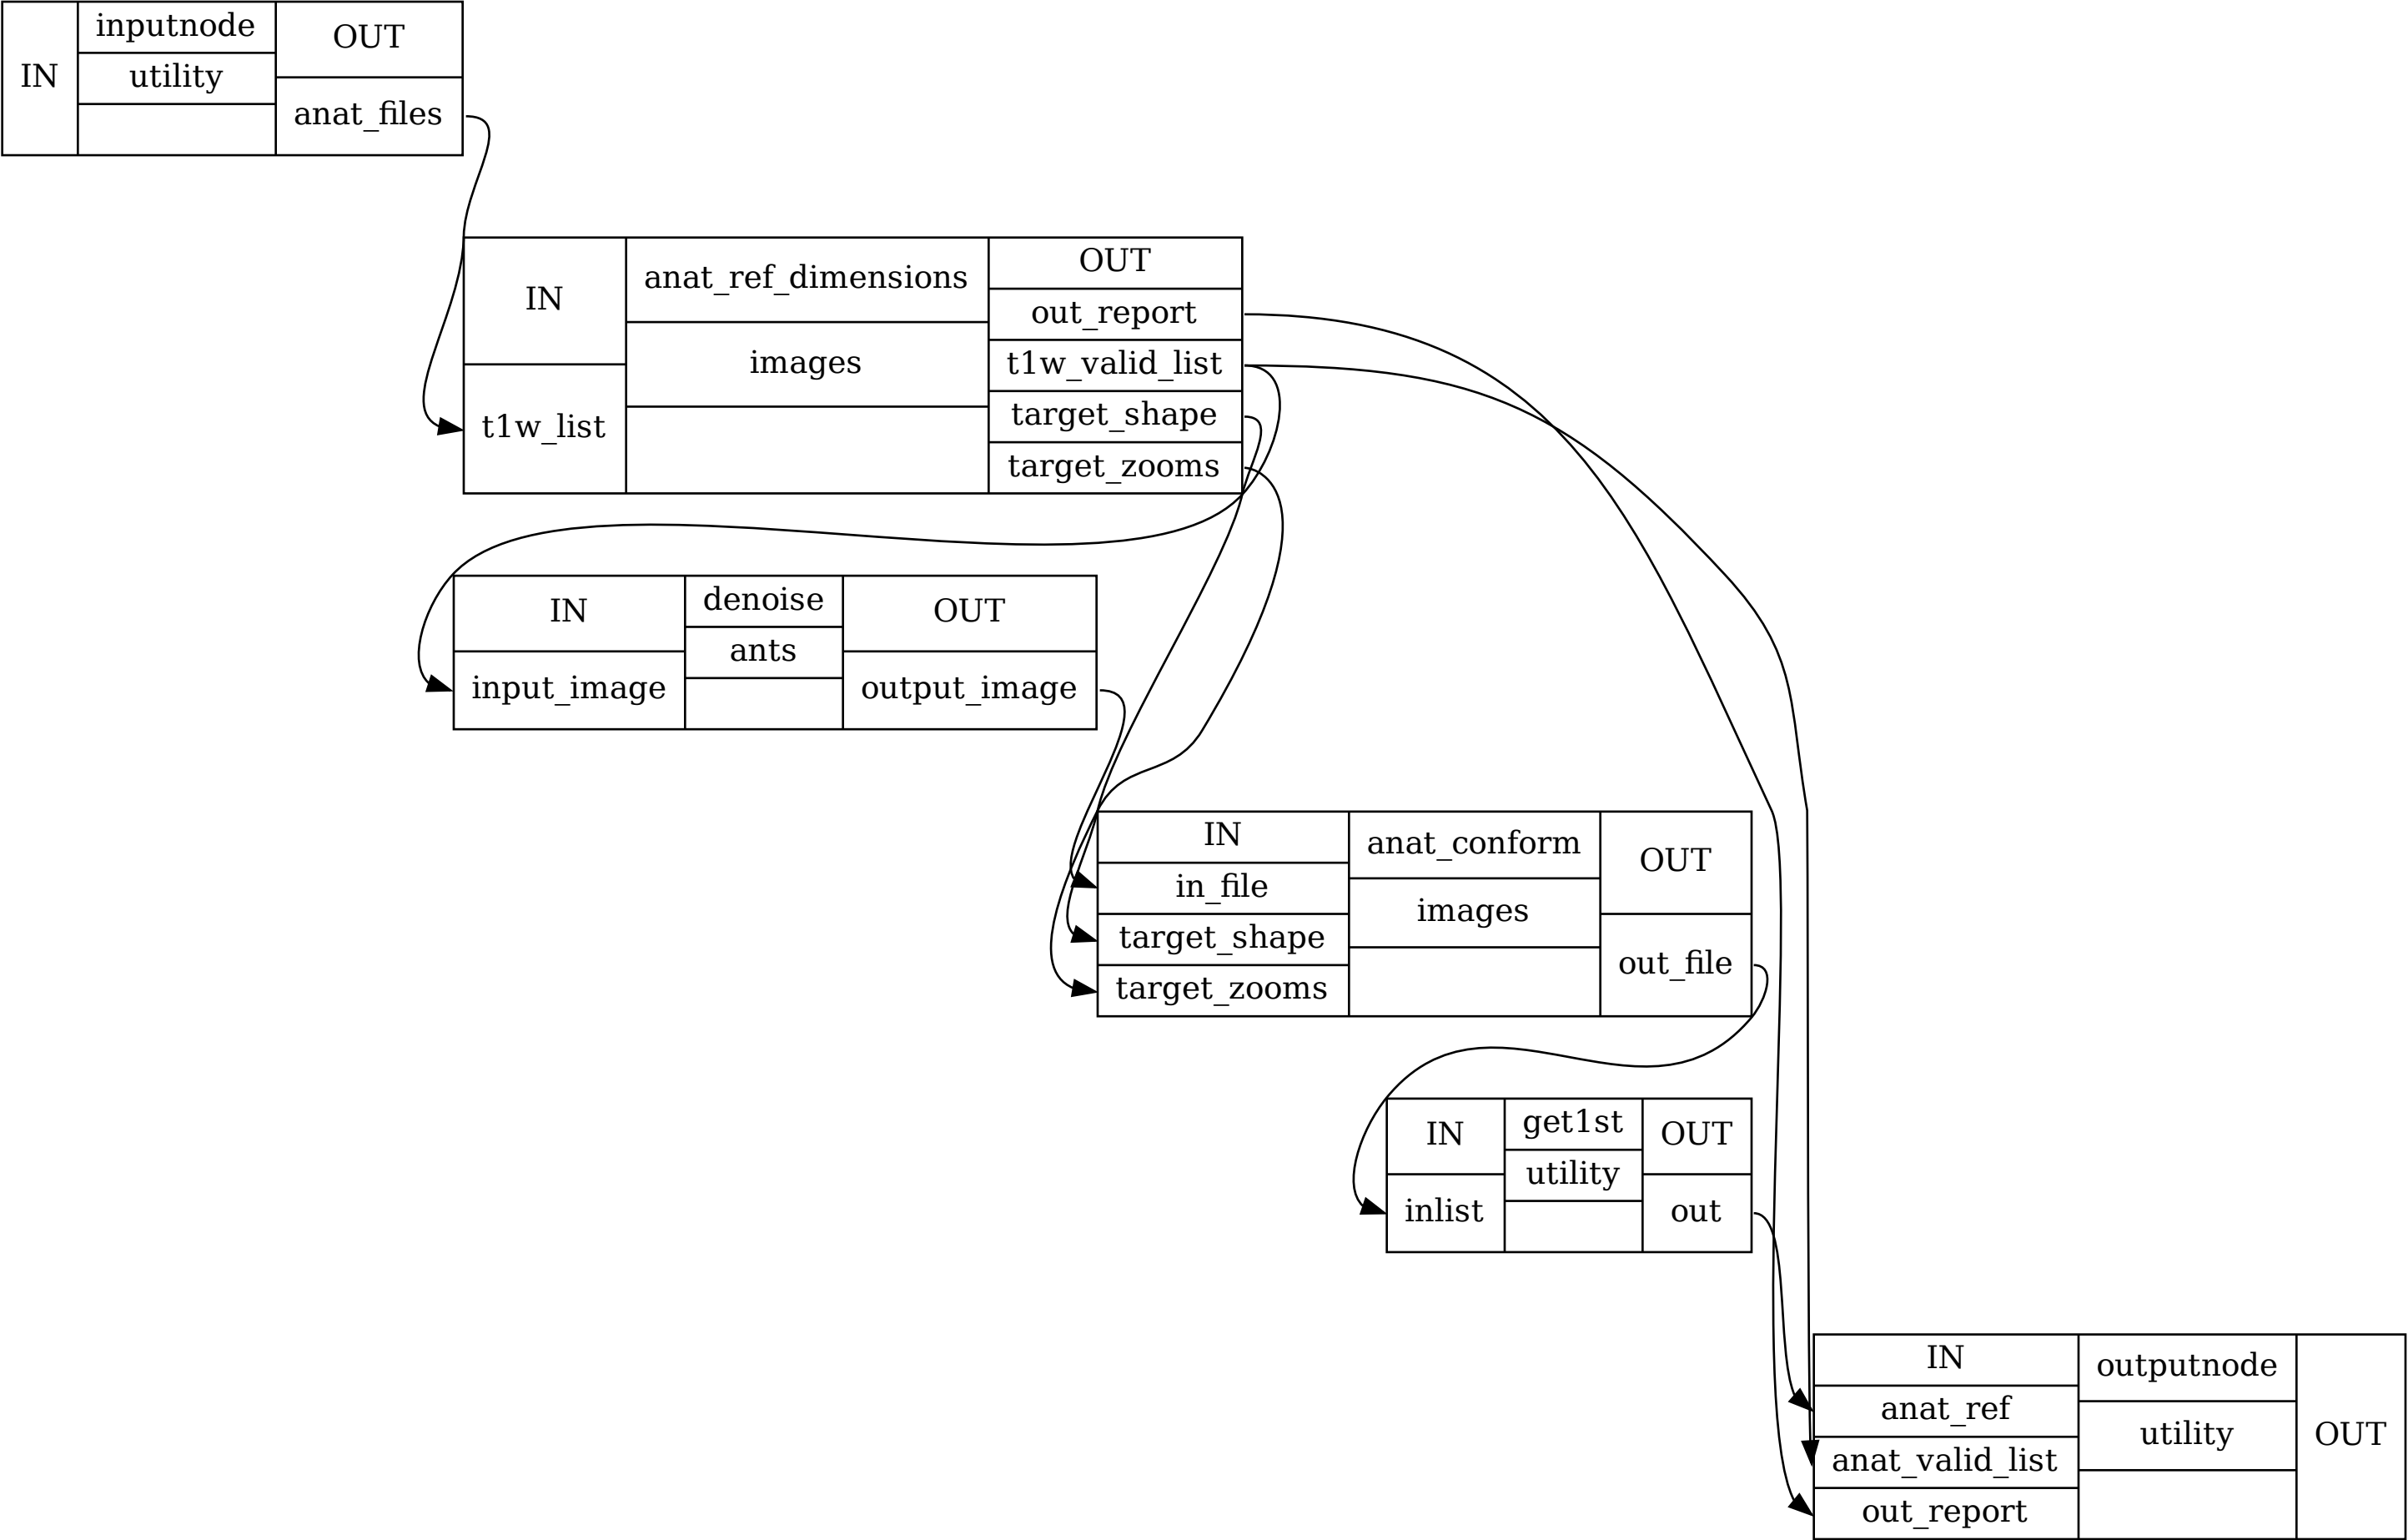 IN
inputnode
utility
OUT
anat_files
IN
t1w_list
anat_ref_dimensions
images
OUT
out_report
t1w_valid_list
target_shape
target_zooms
IN
input_image
denoise
ants
OUT
output_image
IN
in_file
target_shape
target_zooms
anat_conform
images
OUT
out_file
IN
inlist
get1st
utility
OUT
out
IN
anat_ref
anat_valid_list
out_report
outputnode
utility
OUT